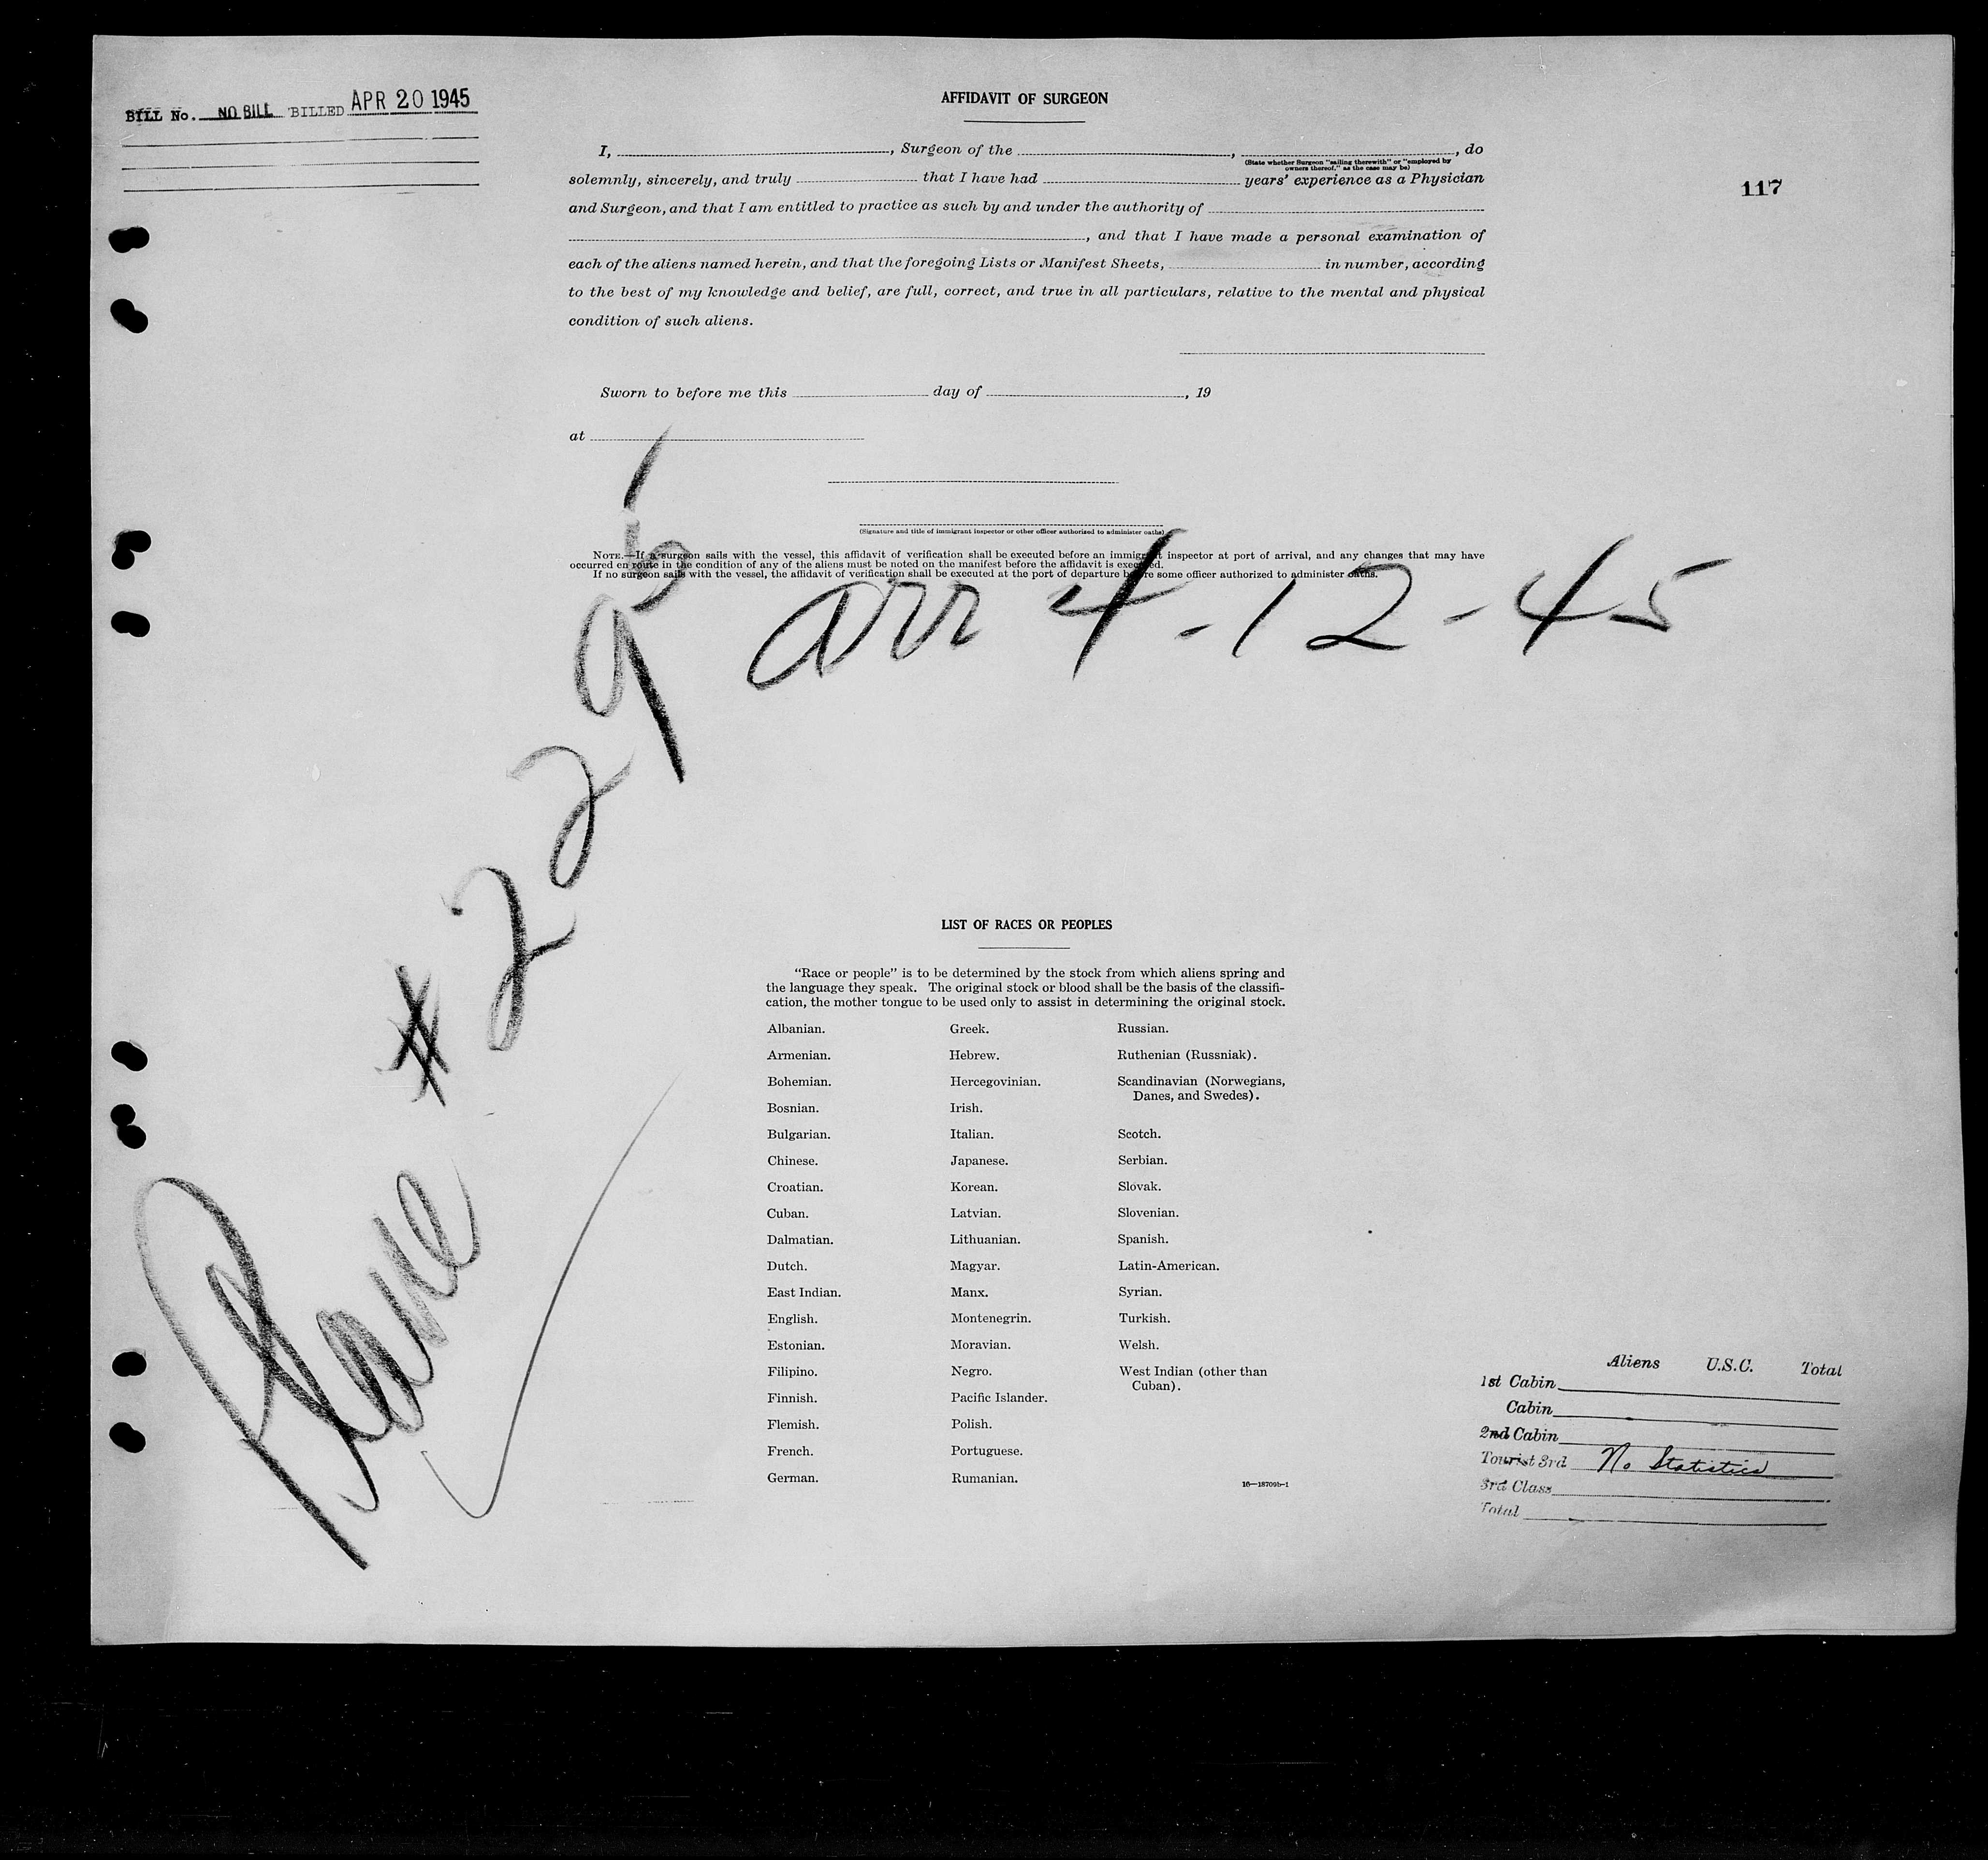 BILL No. NO BILL BILLED APR 20 1945
AFFIDAVIT OF SURGEON
I, , Surgeon of the , , do
(State whether Surgeon "sailing therewith" or "employed by
owners thereof," as the case may be)
solemnly, sincerely, and truly that I have had years' experience as a Physician
117
and Surgeon, and that I am entitled to practice as such by and under the authority of
, and that I have made a personal examination of
each of the aliens named herein, and that the foregoing Lists or Manifest Sheets, in number, according
to the best of my knowledge and belief, are full, correct, and true in all particulars, relative to the mental and physical
condition of such aliens.
Sworn to before me this day of , 19
at
(Signature and title of immigrant inspector or other officer authorized to administer oaths)
NOTE.—If a surgeon sails with the vessel, this affidavit of verification shall be executed before an immigrant inspector at port of arrival, and any changes that may have
occurred en route in the condition of any of the aliens must be noted on the manifest before the affidavit is executed.
If no surgeon sails with the vessel, the affidavit of verification shall be executed at the port of departure before some officer authorized to administer oaths.
arr 4-12-45
Plane # 2295
LIST OF RACES OR PEOPLES
"Race or people" is to be determined by the stock from which aliens spring and
the language they speak. The original stock or blood shall be the basis of the classifi-
cation, the mother tongue to be used only to assist in determining the original stock.
Albanian. Greek. Russian.
Armenian. Hebrew. Ruthenian (Russniak).
Bohemian. Hercegovinian. Scandinavian (Norwegians,
Danes, and Swedes).
Bosnian. Irish.
Bulgarian. Italian. Scotch.
Chinese. Japanese. Serbian.
Croatian. Korean. Slovak.
Cuban. Latvian. Slovenian.
Dalmatian. Lithuanian. Spanish.
Dutch. Magyar. Latin-American.
East Indian. Manx. Syrian.
English. Montenegrin. Turkish.
Estonian. Moravian. Welsh.
Filipino. Negro. West Indian (other than
Cuban).
Finnish. Pacific Islander.
Flemish. Polish.
French. Portuguese.
German. Rumanian.
16—18709b-1
Aliens U.S.C. Total
1st Cabin
Cabin
2nd Cabin
Tourist 3rd No Statistics
3rd Class
Total